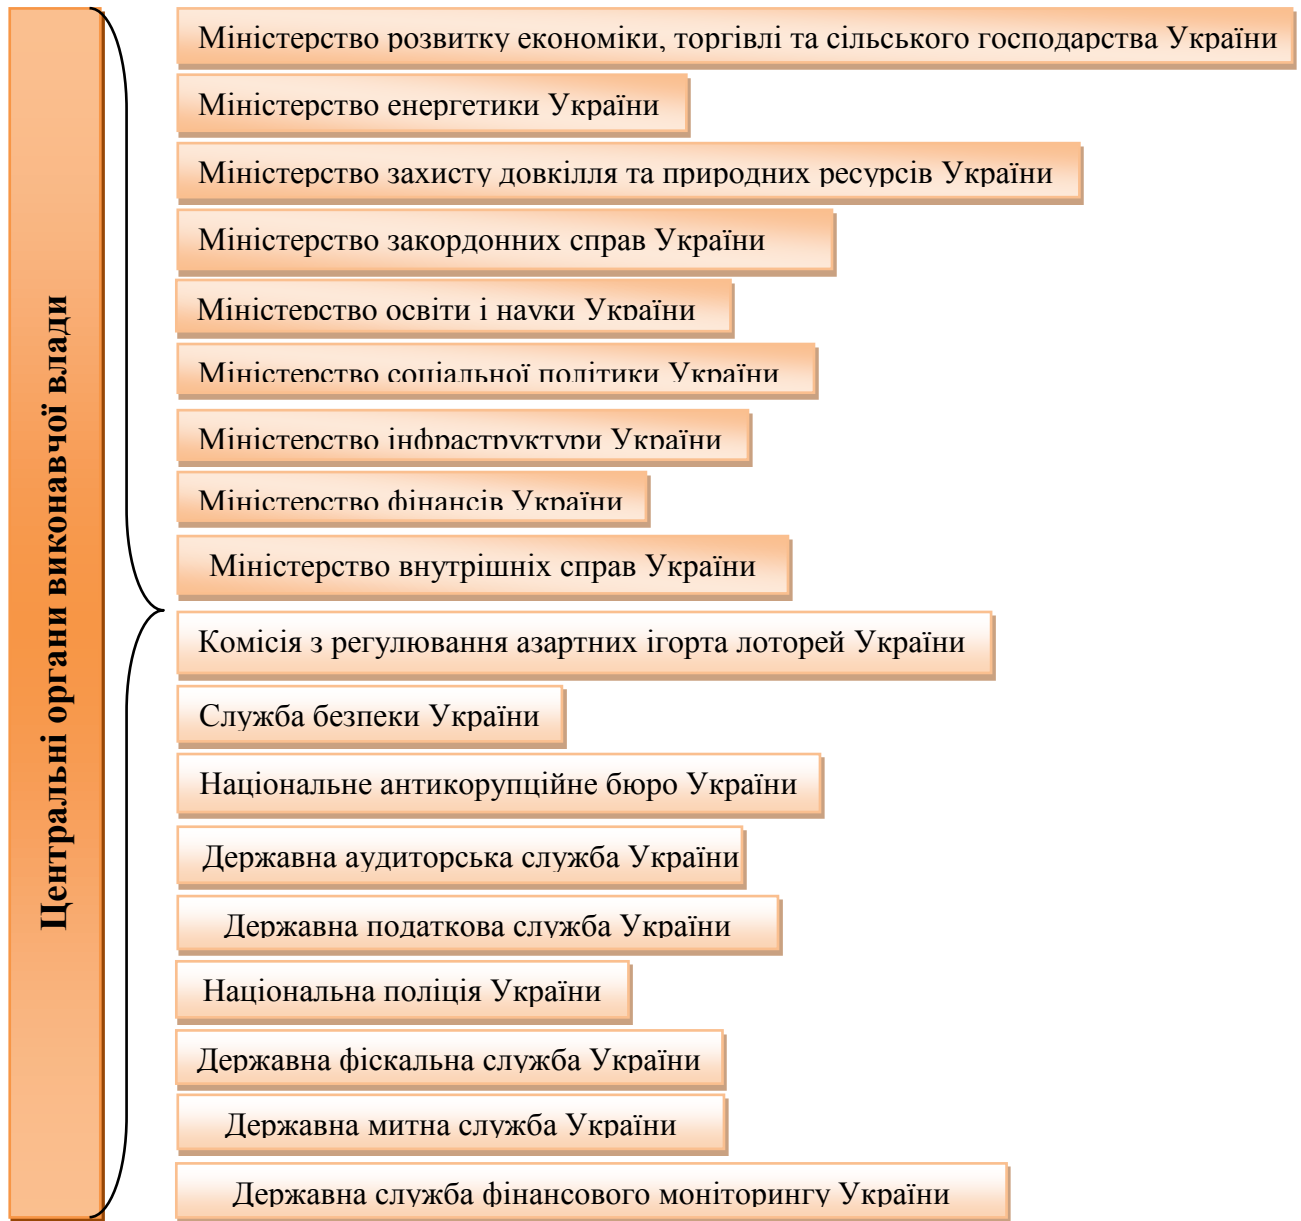 Центральні органи виконавчої влади
Міністерство розвитку економіки, торгівлі та сільського господарства України
Міністерство енергетики України
Міністерство захисту довкілля та природних ресурсів України
Міністерство закордонних справ України
Міністерство освіти і науки України
Міністерство соціальної політики України
Міністерство інфраструктури України
Міністерство фінансів України
Міністерство внутрішніх справ України
Комісія з регулювання азартних ігорта лоторей України
Служба безпеки України
Національне антикорупційне бюро України
Державна аудиторська служба України
Державна податкова служба України
Національна поліція України
Державна фіскальна служба України
Державна митна служба України
Державна служба фінансового моніторингу України